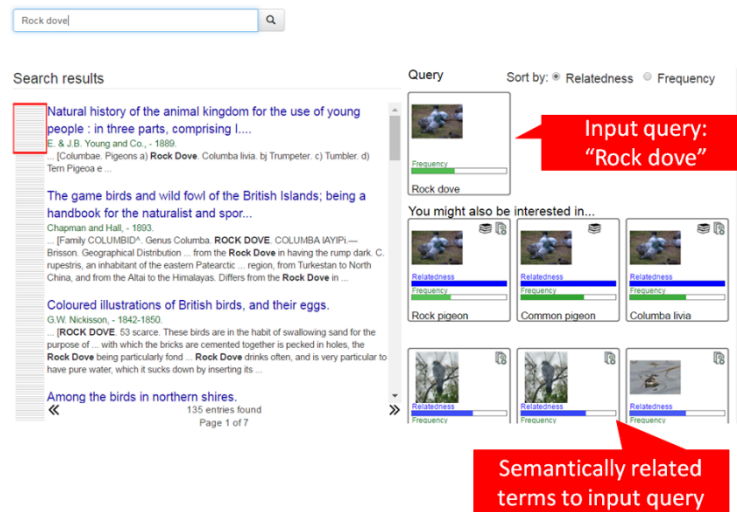 Rock dove
Search results
Natural history of the animal kingdom for the use of young
people : in three parts, comprising I....
E. & J.B. Young and Co., - 1889.
... [Columbae. Pigeons a) Rock Dove. Columba livia. bj Trumpeter. c) Tumbler. d)
Tern Pigeoa e ...
The game birds and wild fowl of the British Islands; being a
handbook for the naturalist and spor...
Chapman and Hall, - 1893.
... [Family COLUMBID^. Genus Columba. ROCK DOVE. COLUMBA lAYIPi.—
Brisson. Geographical Distribution ... from the Rock Dove in having the rump dark. C.
rupestris, an inhabitant of the eastern Patearctic ... region, from Turkestan to North
China, and from the Altai to the Himalayas. Differs from the Rock Dove in ...
Coloured illustrations of British birds, and their eggs.
G.W. Nickisson, - 1842-1850.
... [ROCK DOVE. 53 scarce. These birds are in the habit of swallowing sand for the
purpose of ... with which the bricks are cemented together is pecked in holes, the
Rock Dove being particularly fond ... Rock Dove drinks often, and is very particular to
have pure water, which it sucks down by inserting its ...
Among the birds in northern shires.
« 135 entries found »
Page 1 of 7
Query Sort by: Relatedness Frequency
Frequency
Rock dove
Input query:
"Rock dove"
You might also be interested in...
Relatedness Relatedness Relatedness
Frequency Frequency Frequency
Rock pigeon Common pigeon Columba livia
Relatedness Relatedness Relatedness
Frequency Frequency Frequency
Semantically related
terms to input query